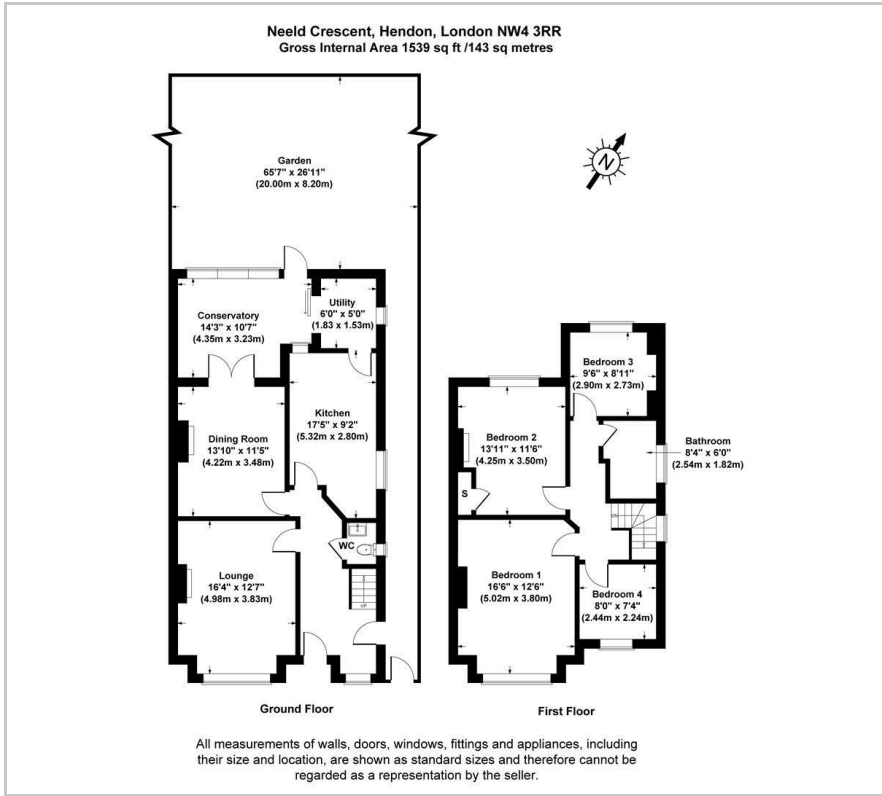 Neeld Crescent, Hendon, London NW4 3RR
Gross Internal Area 1539 sq ft /143 sq metres
Garden
65'7" x 26'11"
(20.00m x 8.20m)
N
Conservatory
14'3" x 10'7"
(4.35m x 3.23m)
Utility
6'0" x 5'0"
(1.83 x 1.53m)
Kitchen
17'5" x 9'2"
(5.32m x 2.80m)
Dining Room
13'10" x 11'5"
(4.22m x 3.48m)
WC
Lounge
16'4" x 12'7"
(4.98m x 3.83m)
UP
Ground Floor
Bedroom 3
9'6" x 8'11"
(2.90m x 2.73m)
Bedroom 2
13'11" x 11'6"
(4.25m x 3.50m)
Bathroom
8'4" x 6'0"
(2.54m x 1.82m)
S
DN
Bedroom 1
16'6" x 12'6"
(5.02m x 3.80m)
Bedroom 4
8'0" x 7'4"
(2.44m x 2.24m)
First Floor
All measurements of walls, doors, windows, fittings and appliances, including
their size and location, are shown as standard sizes and therefore cannot be
regarded as a representation by the seller.